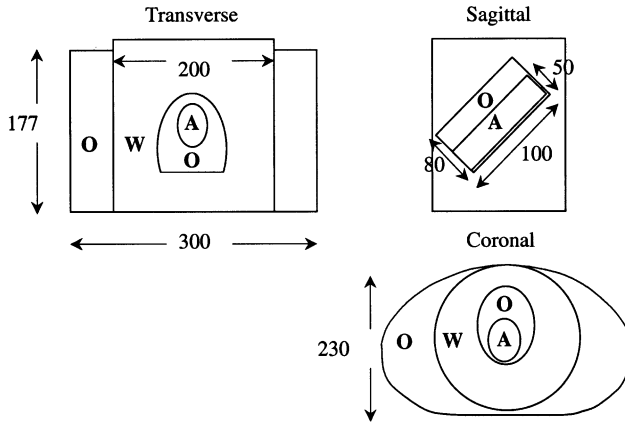 Transverse
200
177
O
W
A
O
300
Sagittal
50
O
A
80
100
Coronal
230
O
W
O
A